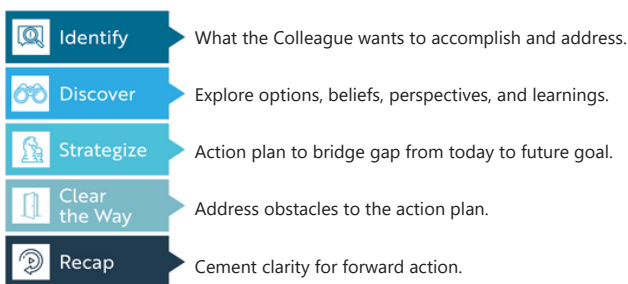 Identify
What the Colleague wants to accomplish and address.
Discover
Explore options, beliefs, perspectives, and learnings.
Strategize
Action plan to bridge gap from today to future goal.
Clear
the Way
Address obstacles to the action plan.
Recap
Cement clarity for forward action.